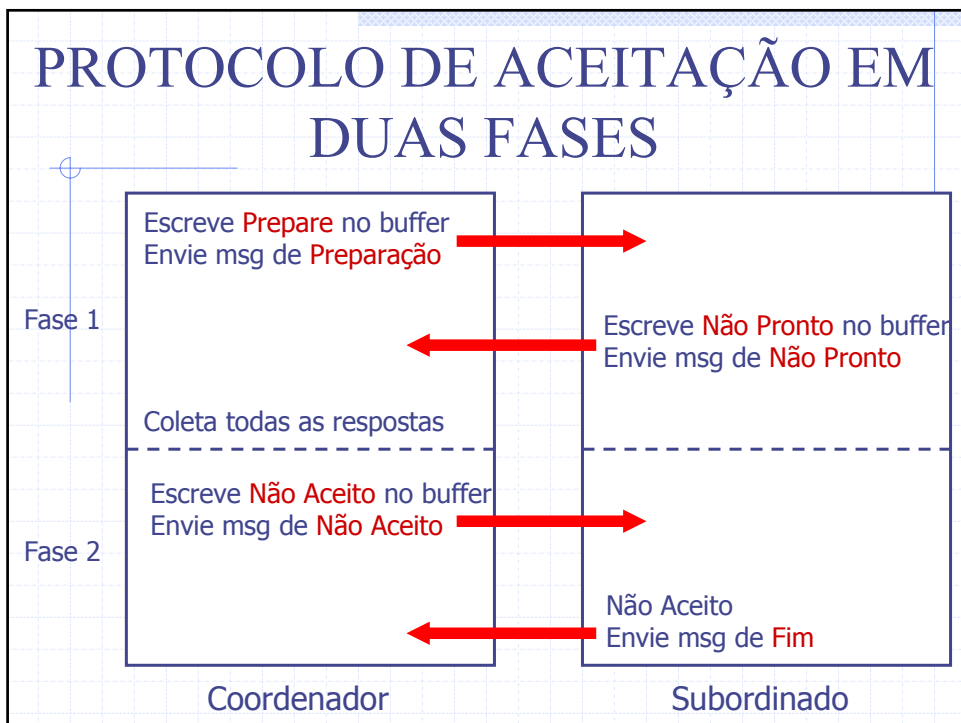 PROTOCOLO DE ACEITAÇÃO EM
DUAS FASES
Escreve Prepare no buffer
Envie msg de Preparação
Fase 1
Escreve Não Pronto no buffer
Envie msg de Não Pronto
Coleta todas as respostas
Escreve Não Aceito no buffer
Envie msg de Não Aceito
Fase 2
Não Aceito
Envie msg de Fim
Coordenador
Subordinado